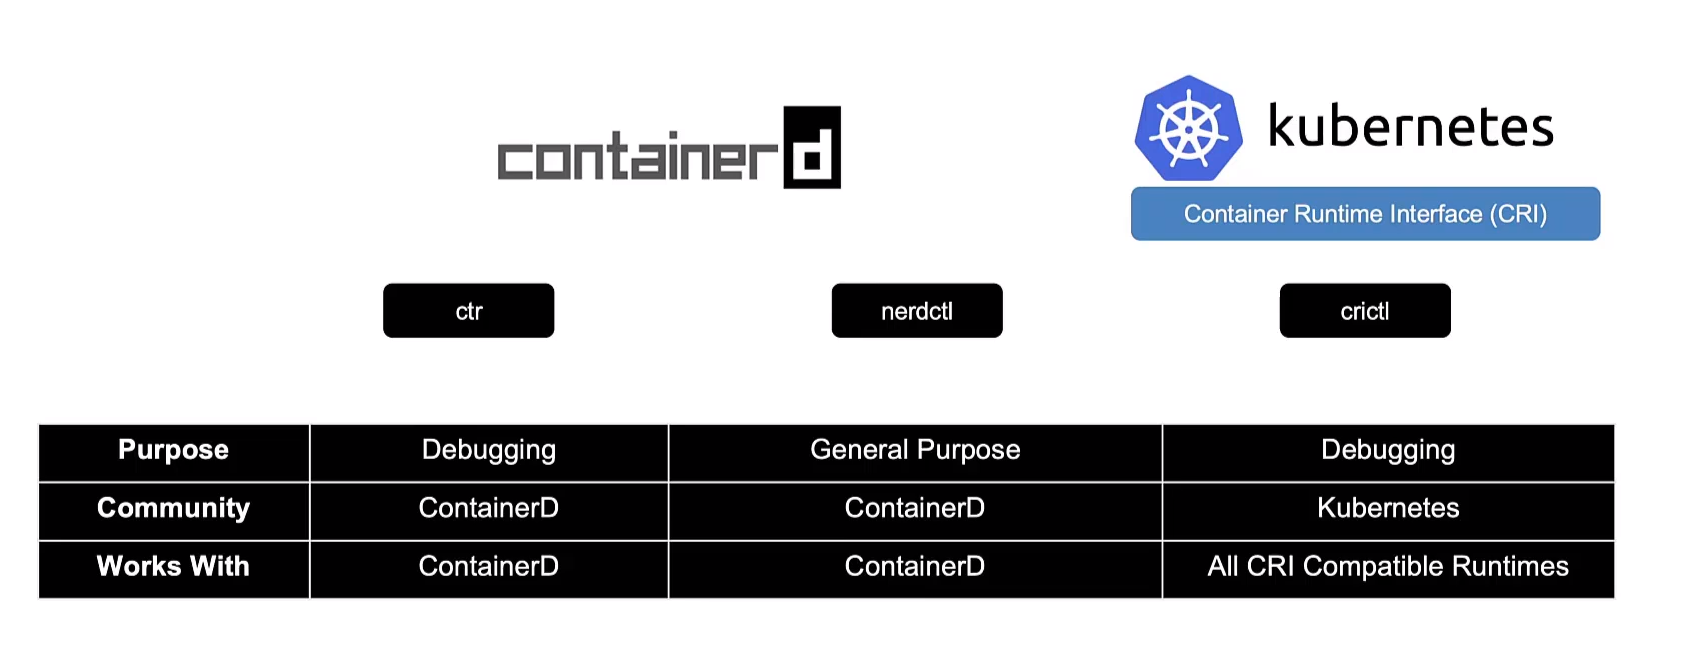 containerd
kubernetes
Container Runtime Interface (CRI)
ctr
nerdctl
crictl
Purpose Debugging General Purpose Debugging
Community ContainerD ContainerD Kubernetes
Works With ContainerD ContainerD All CRI Compatible Runtimes